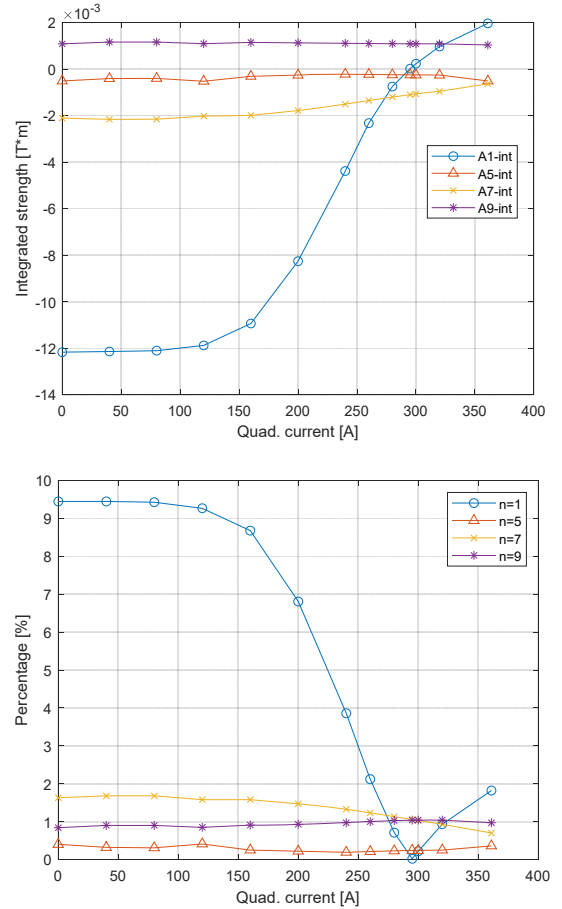 ×10^-3
2
0
-2
-4
-6
-8
-10
-12
-14
Integrated strength [T*m]
A1-int
A5-int
A7-int
A9-int
0 50 100 150 200 250 300 350 400
Quad. current [A]
10
9
8
7
6
5
4
3
2
1
0
Percentage [%]
n=1
n=5
n=7
n=9
0 50 100 150 200 250 300 350 400
Quad. current [A]